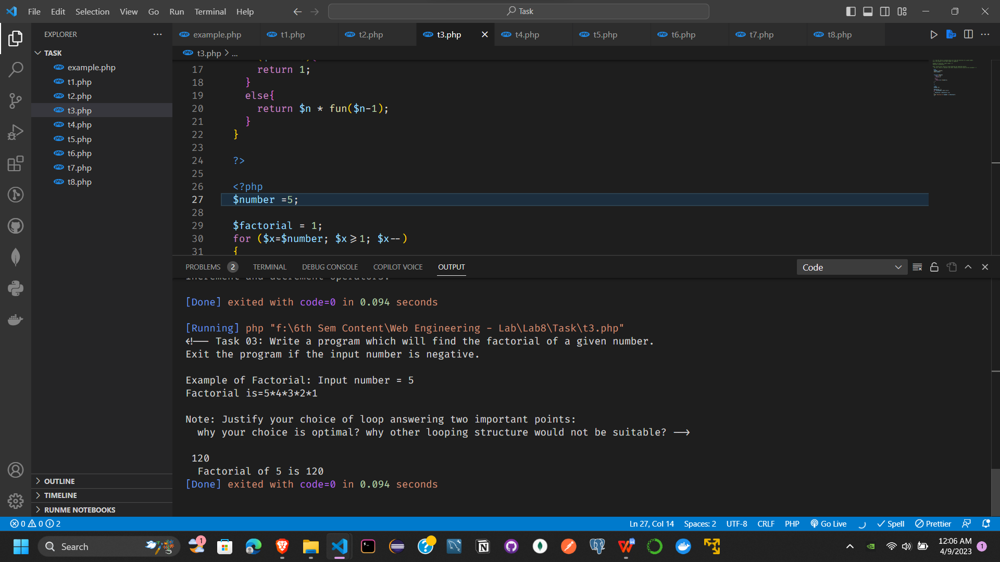 File Edit Selection View Go Run Terminal Help
Task
EXPLORER
example.php t1.php t2.php t3.php t4.php t5.php t6.php t7.php t8.php
t3.php > ...
TASK
example.php
t1.php
t2.php
t3.php
t4.php
t5.php
t6.php
t7.php
t8.php
17 return 1;
18 }
19 else{
20 return $n * fun($n-1);
21 }
22 }
23
24 ?>
25
26 <?php
27 $number =5;
28
29 $factorial = 1;
30 for ($x=$number; $x>=1; $x--)
31 {
PROBLEMS 2 TERMINAL DEBUG CONSOLE COPILOT VOICE OUTPUT
Code
increment and decrement operators.
[Done] exited with code=0 in 0.094 seconds
[Running] php "f:\6th Sem Content\Web Engineering - Lab\Lab8\Task\t3.php"
<!-- Task 03: Write a program which will find the factorial of a given number.
Exit the program if the input number is negative.
Example of Factorial: Input number = 5
Factorial is=5*4*3*2*1
Note: Justify your choice of loop answering two important points:
why your choice is optimal? why other looping structure would not be suitable? -->
120
Factorial of 5 is 120
[Done] exited with code=0 in 0.094 seconds
OUTLINE
TIMELINE
RUNME NOTEBOOKS
0 0 2
Ln 27, Col 14 Spaces: 2 UTF-8 CRLF PHP Go Live Spell Prettier
Search
1
12:06 AM
4/9/2023
1